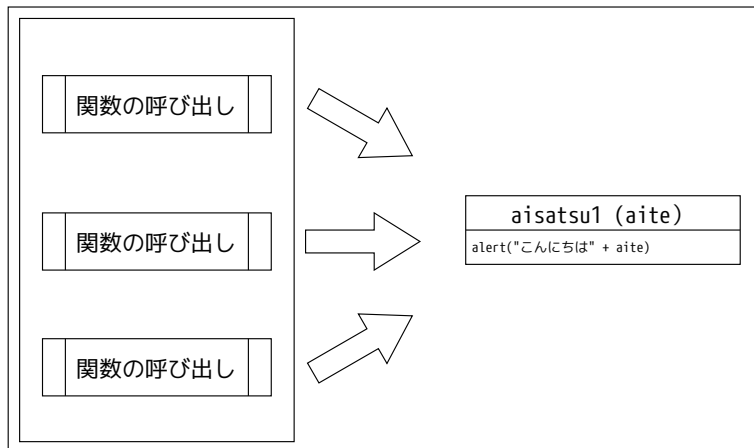 関数の呼び出し
関数の呼び出し
関数の呼び出し
aisatsu1 (aite)
alert("こんにちは" + aite)